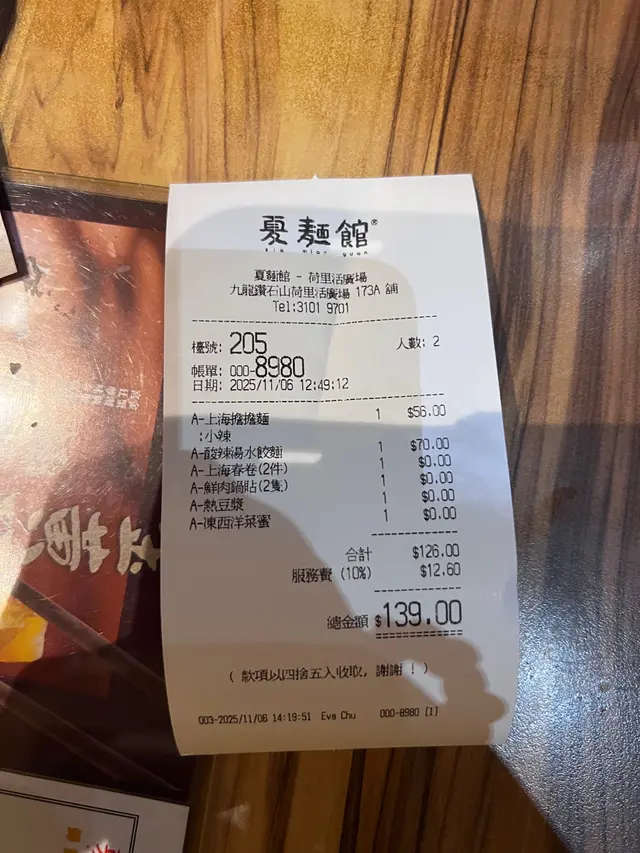 夏麵館®
xia mian guan
夏麵館 - 荷里活廣場
九龍鑽石山荷里活廣場 173A 舖
Tel:3101 9701
檯號: 205 人數: 2
帳單: 000-8980
日期: 2025/11/06 12:49:12
A-上海擔擔麵 1 $56.00
:小辣
A-酸辣湯水餃麵 1 $70.00
A-上海春卷(2件) 1 $0.00
A-鮮肉鍋貼(2隻) 1 $0.00
A-熱豆漿 1 $0.00
A-凍西洋菜蜜 1 $0.00
合計 $126.00
服務費 (10%) $12.60
總金額 $139.00
( 款項以四捨五入收取, 謝謝 ! )
003-2025/11/06 14:19:51 Eva Chu 000-8980 [1]